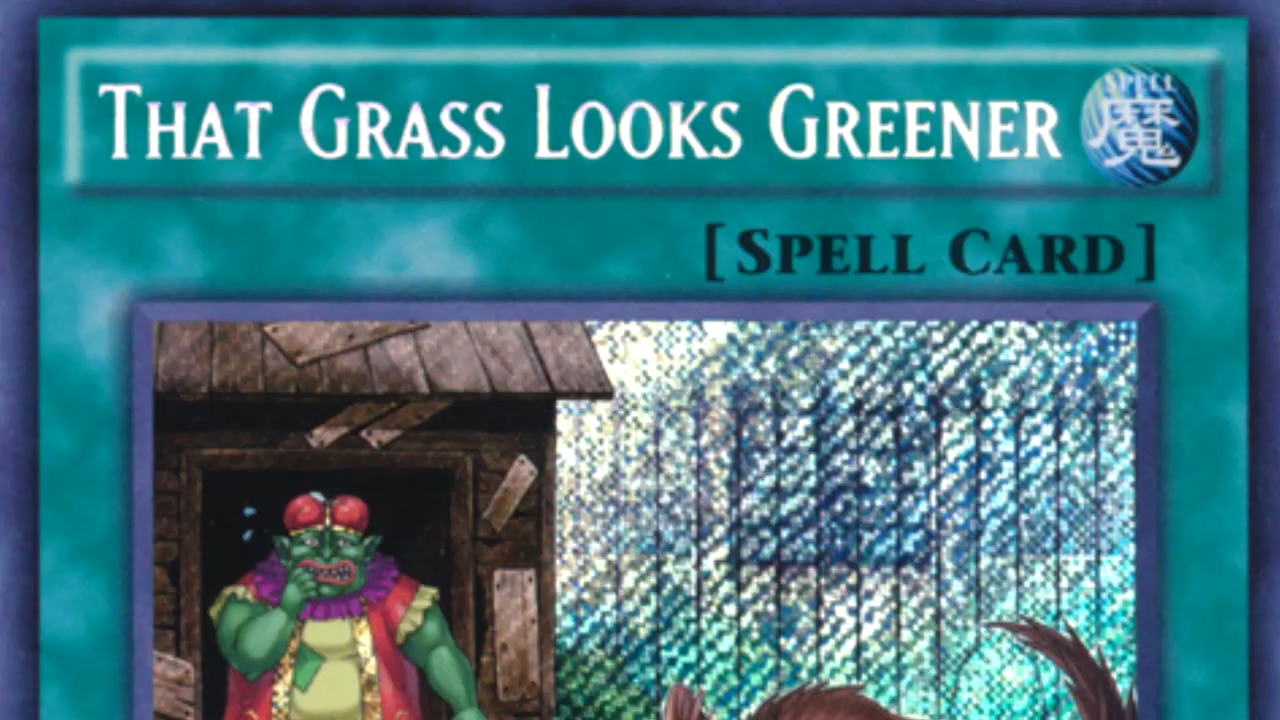 THAT GRASS LOOKS GREENER
SPELL
魔
[SPELL CARD]